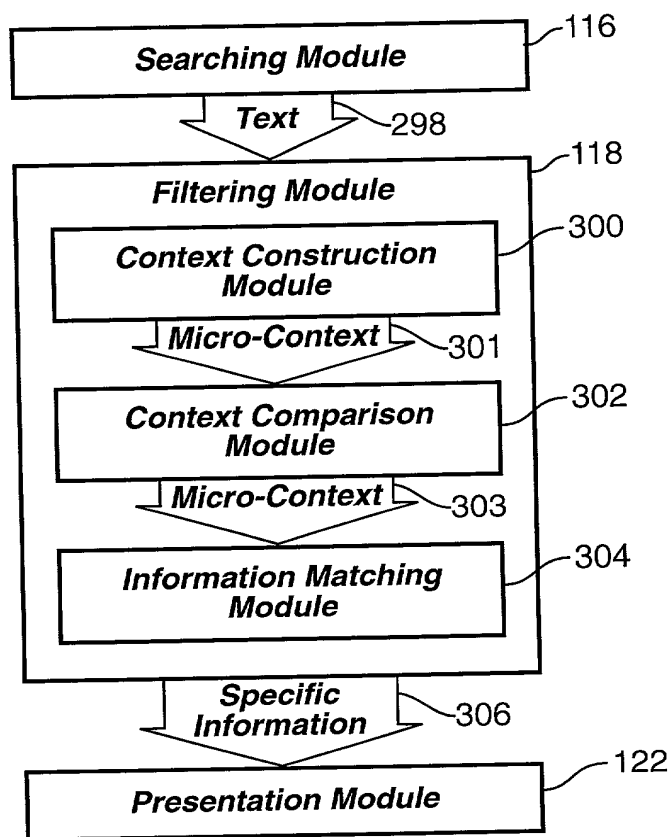 116
Searching Module
Text
298
118
Filtering Module
300
Context Construction
Module
Micro-Context
301
302
Context Comparison
Module
Micro-Context
303
304
Information Matching
Module
Specific
Information
306
122
Presentation Module